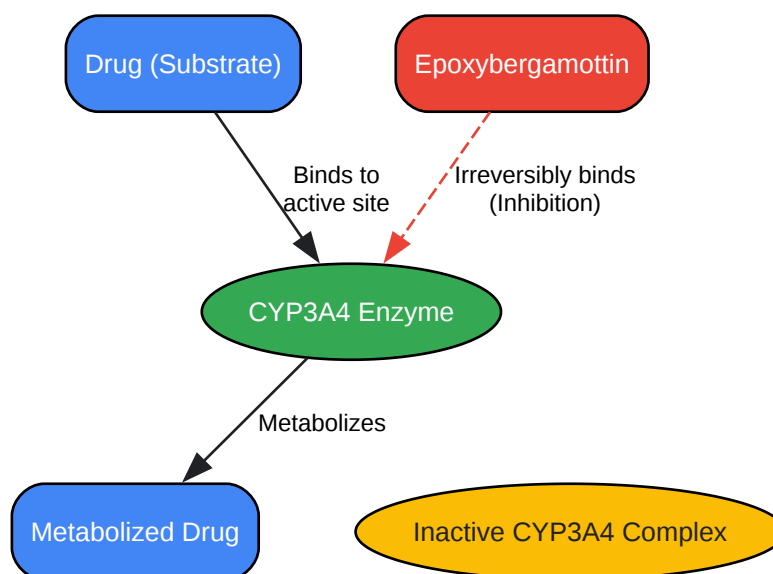 Drug (Substrate)
Epoxybergamottin
Binds to
active site
Irreversibly binds
(Inhibition)
CYP3A4 Enzyme
Metabolizes
Metabolized Drug
Inactive CYP3A4 Complex